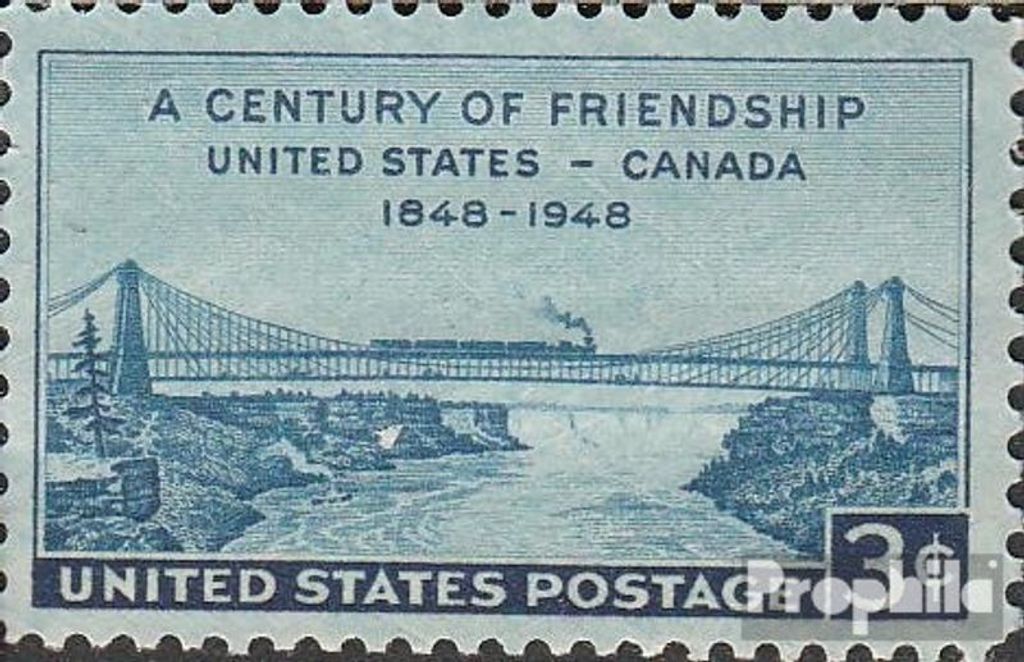 A CENTURY OF FRIENDSHIP
UNITED STATES - CANADA
1848-1948
3¢
UNITED STATES POSTAGE
Prophila